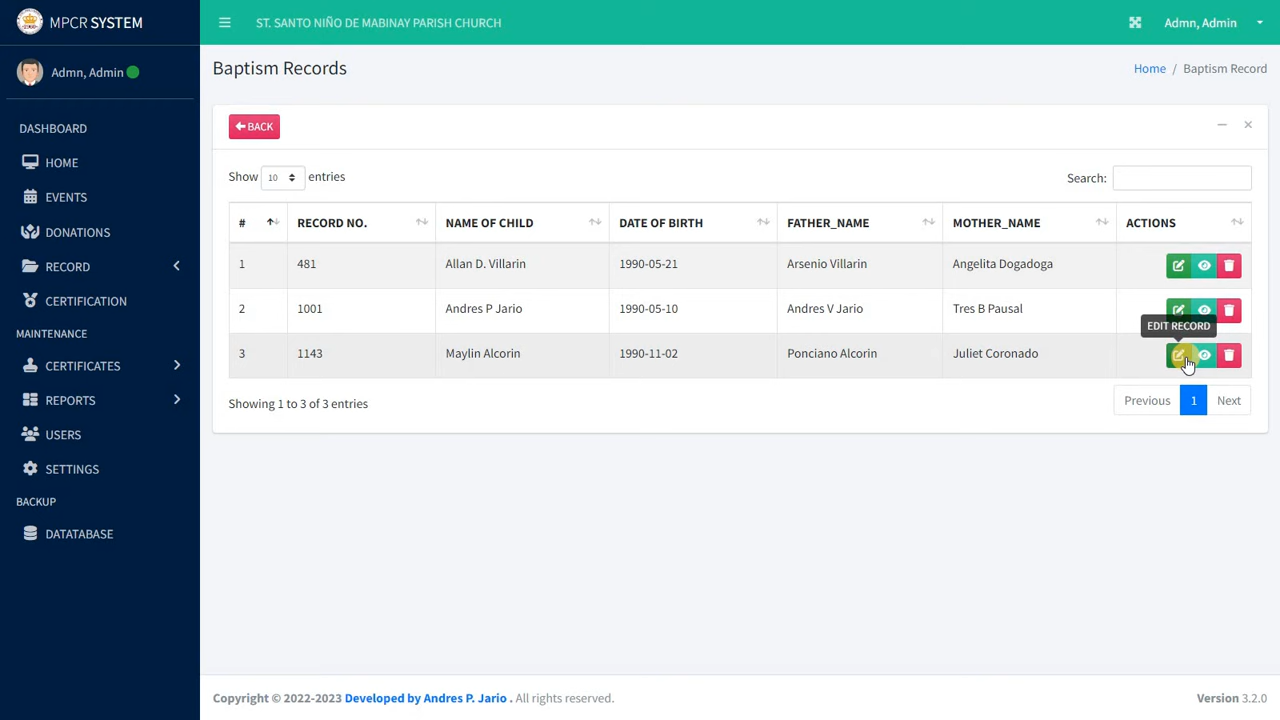 MPCR SYSTEM
ST. SANTO NIÑO DE MABINAY PARISH CHURCH
Admn, Admin
Admn, Admin
DASHBOARD
HOME
EVENTS
DONATIONS
RECORD
CERTIFICATION
MAINTENANCE
CERTIFICATES
REPORTS
USERS
SETTINGS
BACKUP
DATATABASE
Baptism Records
Home / Baptism Record
BACK
Show 10 entries
Search:
# RECORD NO. NAME OF CHILD DATE OF BIRTH FATHER_NAME MOTHER_NAME ACTIONS
1 481 Allan D. Villarin 1990-05-21 Arsenio Villarin Angelita Dogadoga
2 1001 Andres P Jario 1990-05-10 Andres V Jario Tres B Pausal
EDIT RECORD
3 1143 Maylin Alcorin 1990-11-02 Ponciano Alcorin Juliet Coronado
Showing 1 to 3 of 3 entries
Previous 1 Next
Copyright © 2022-2023 Developed by Andres P. Jario . All rights reserved.
Version 3.2.0